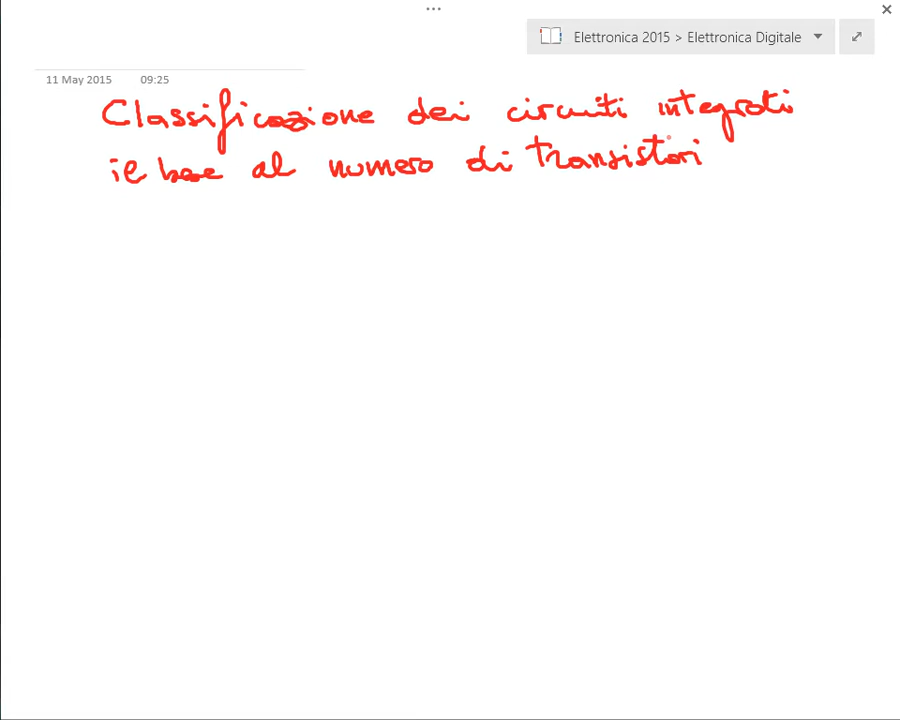 Elettronica 2015 > Elettronica Digitale
11 May 2015 09:25
Classificazione dei circuiti integrati
in base al numero di transistori